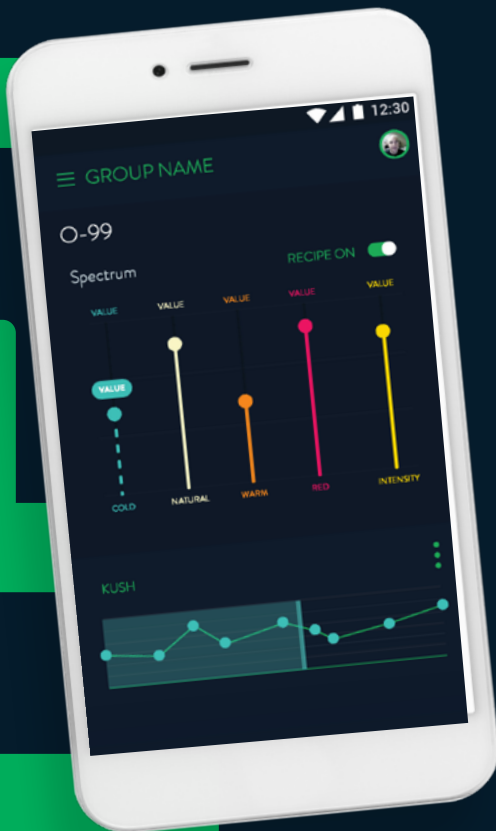 12:30
GROUP NAME
O-99
RECIPE ON
Spectrum
VALUE VALUE VALUE VALUE VALUE
VALUE
COLD NATURAL WARM RED INTENSITY
KUSH